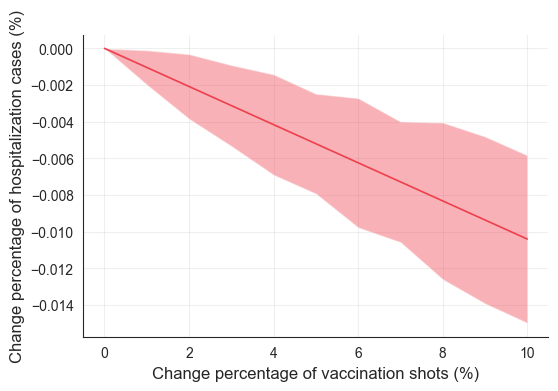 Change percentage of hospitalization cases (%)
0.000
−0.002
−0.004
−0.006
−0.008
−0.010
−0.012
−0.014
0 2 4 6 8 10
Change percentage of vaccination shots (%)